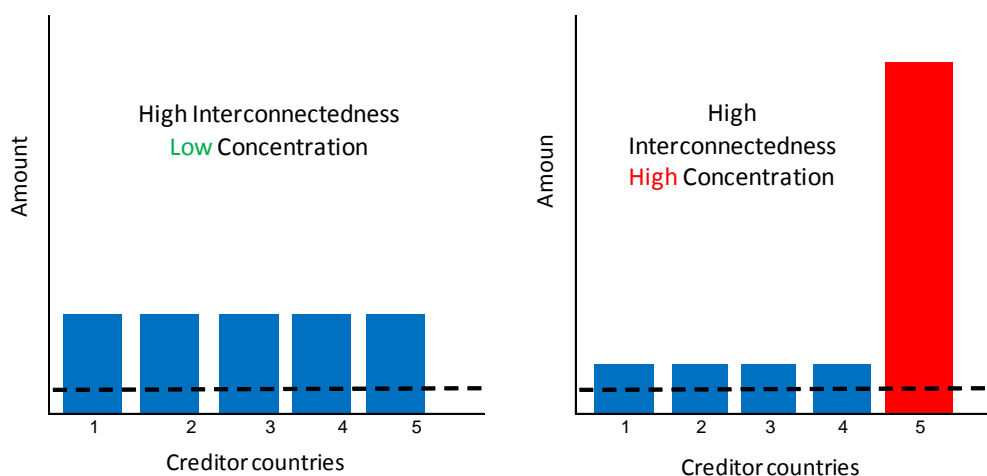 High Interconnectedness
Low Concentration
Amount
1 2 3 4 5
Creditor countries
High
Interconnectedness
High Concentration
Amoun
1 2 3 4 5
Creditor countries